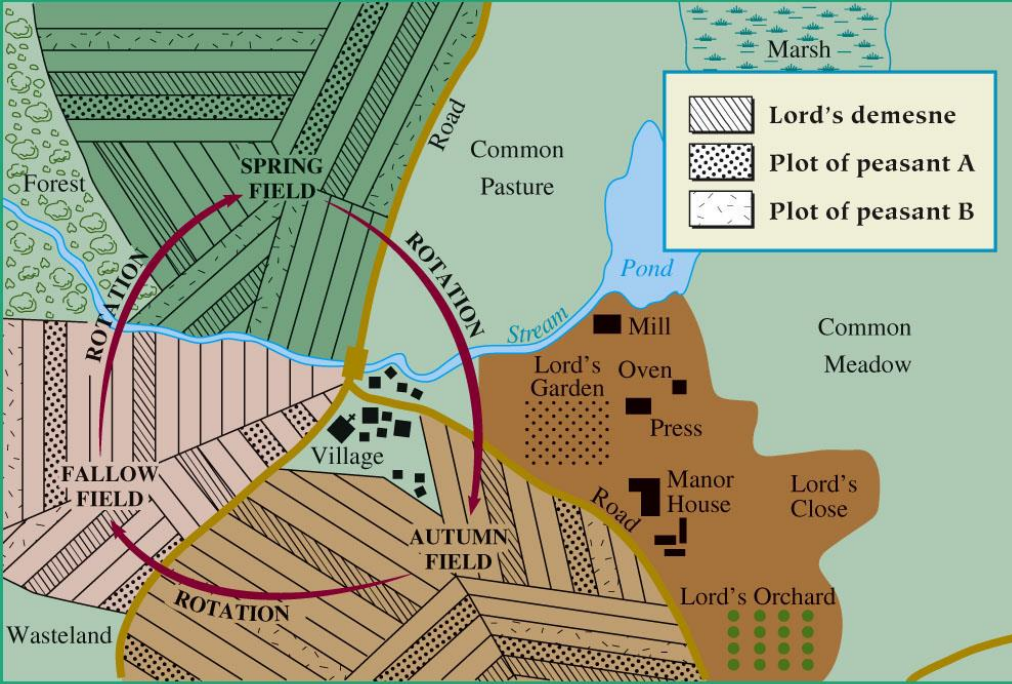 Marsh
Lord's demesne
Plot of peasant A
Plot of peasant B
Road
Common
Pasture
SPRING
FIELD
Forest
ROTATION
ROTATION
Pond
Stream
Mill
Common
Meadow
Lord's
Garden
Oven
Press
Village
FALLOW
FIELD
Manor
House
Lord's
Close
Road
AUTUMN
FIELD
ROTATION
Lord's Orchard
Wasteland